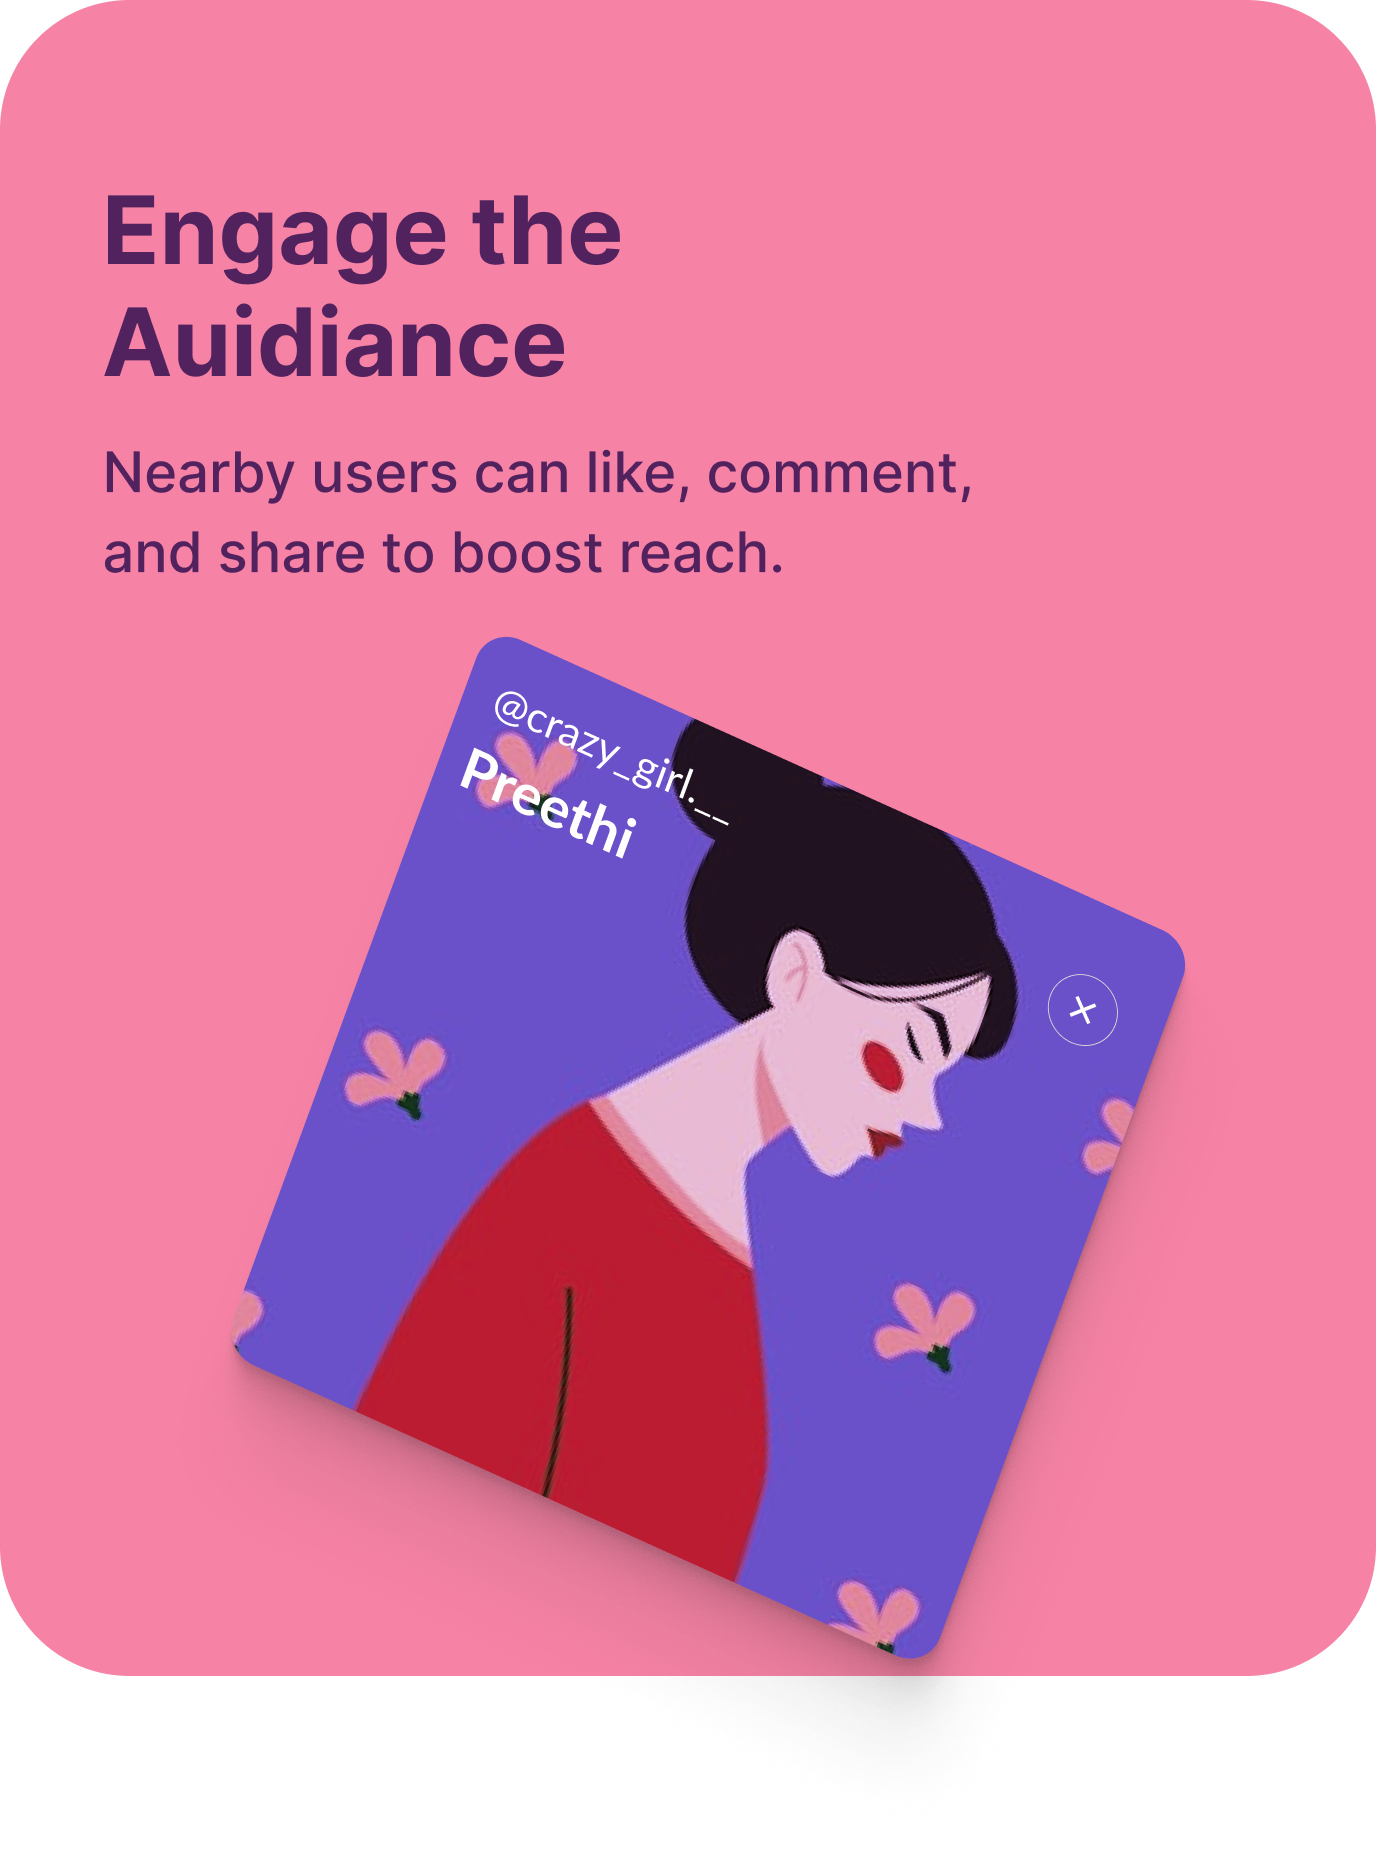 Engage the
Auidiance
Nearby users can like, comment,
and share to boost reach.
@crazy_girl.__
Preethi